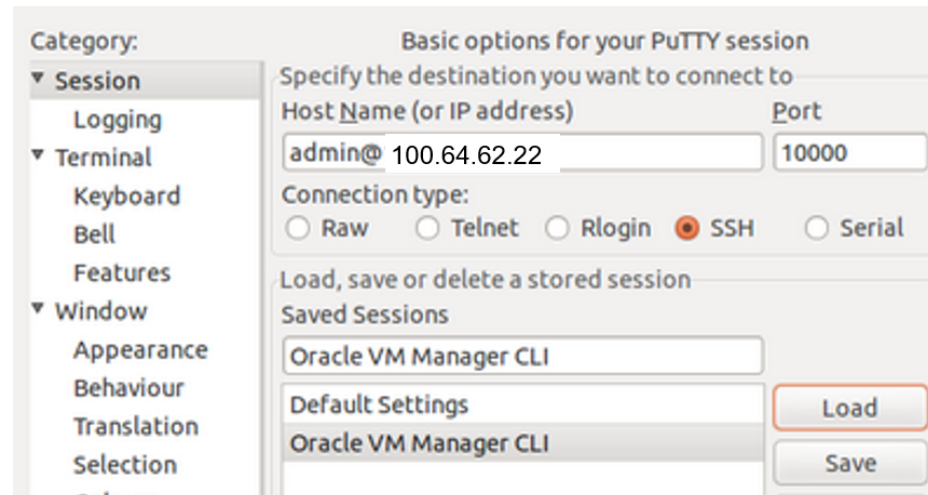 Category:
Basic options for your PuTTY session
Session
Logging
Terminal
Keyboard
Bell
Features
Window
Appearance
Behaviour
Translation
Selection
Specify the destination you want to connect to
Host Name (or IP address)
Port
admin@ 100.64.62.22
10000
Connection type:
Raw Telnet Rlogin SSH Serial
Load, save or delete a stored session
Saved Sessions
Oracle VM Manager CLI
Default Settings
Oracle VM Manager CLI
Load
Save